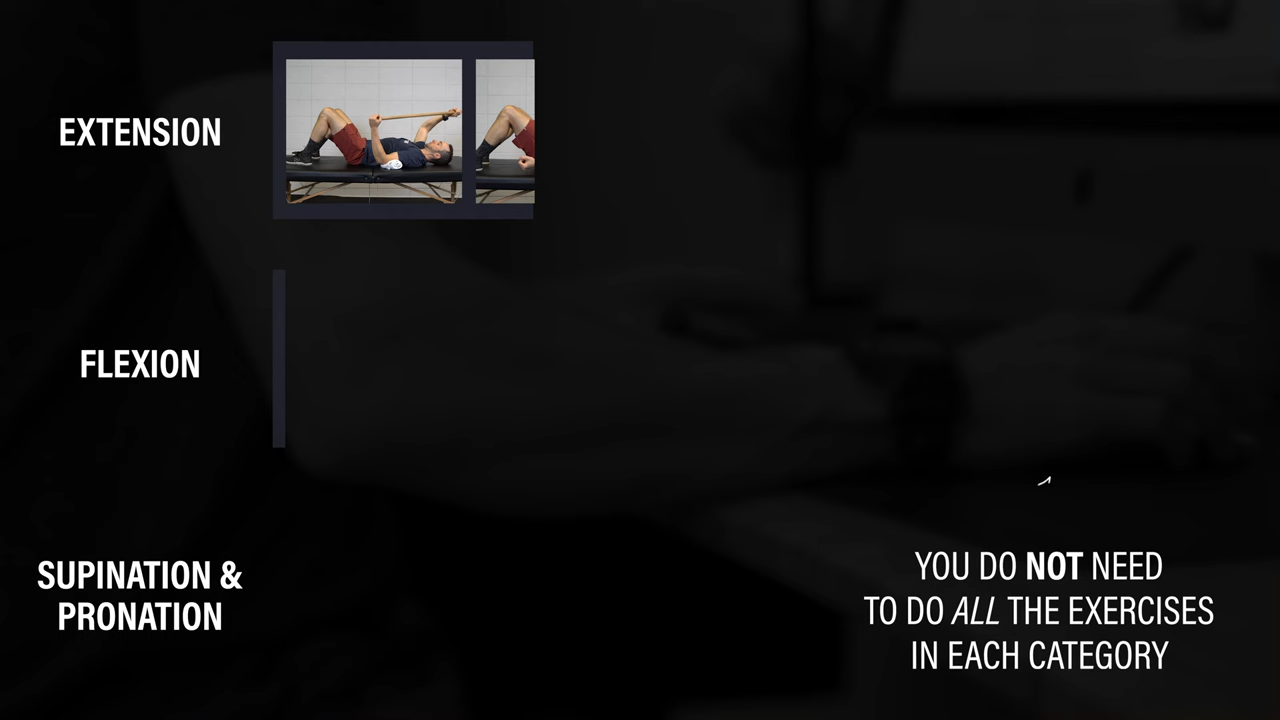 EXTENSION
FLEXION
SUPINATION &
PRONATION
YOU DO NOT NEED
TO DO ALL THE EXERCISES
IN EACH CATEGORY